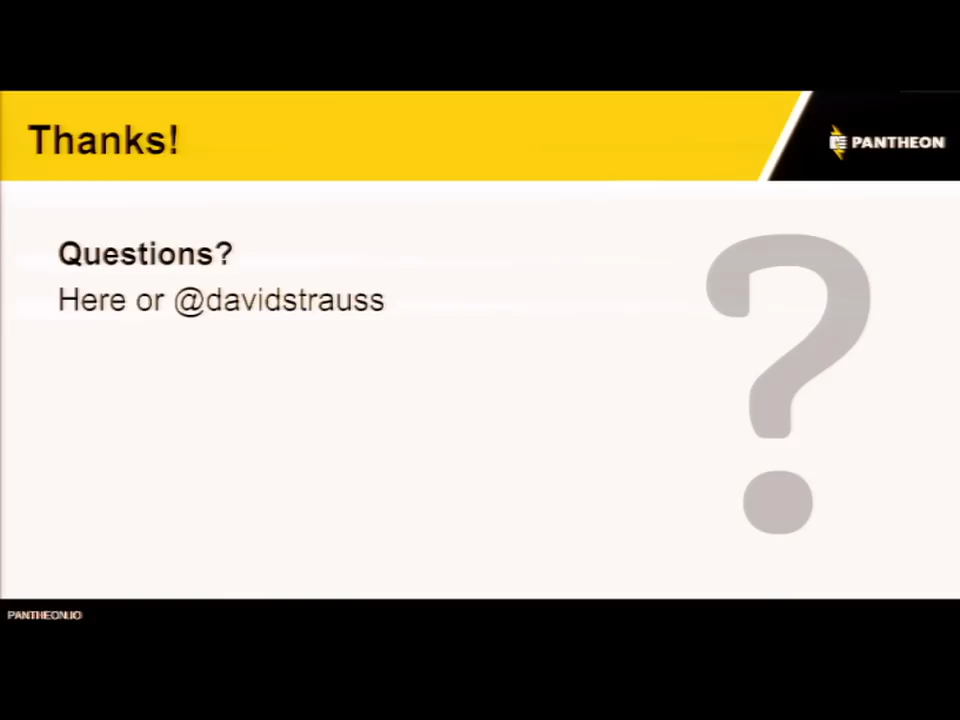 Thanks!
PANTHEON
Questions?
Here or @davidstrauss
?
PANTHEON.IO